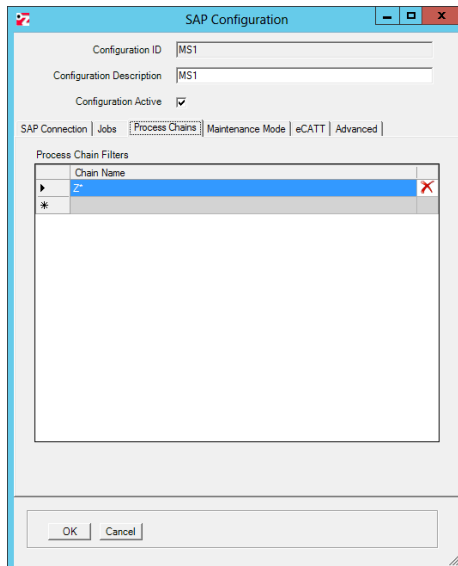 SAP Configuration
Configuration ID MS1
Configuration Description MS1
Configuration Active
SAP Connection Jobs Process Chains Maintenance Mode eCATT Advanced
Process Chain Filters
Chain Name
Z*
OK Cancel